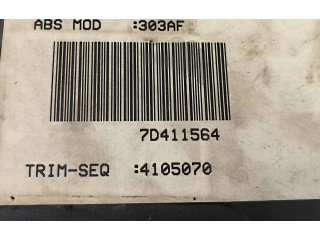 ABS MOD :303AF
7D411564
TRIM-SEQ :4105070